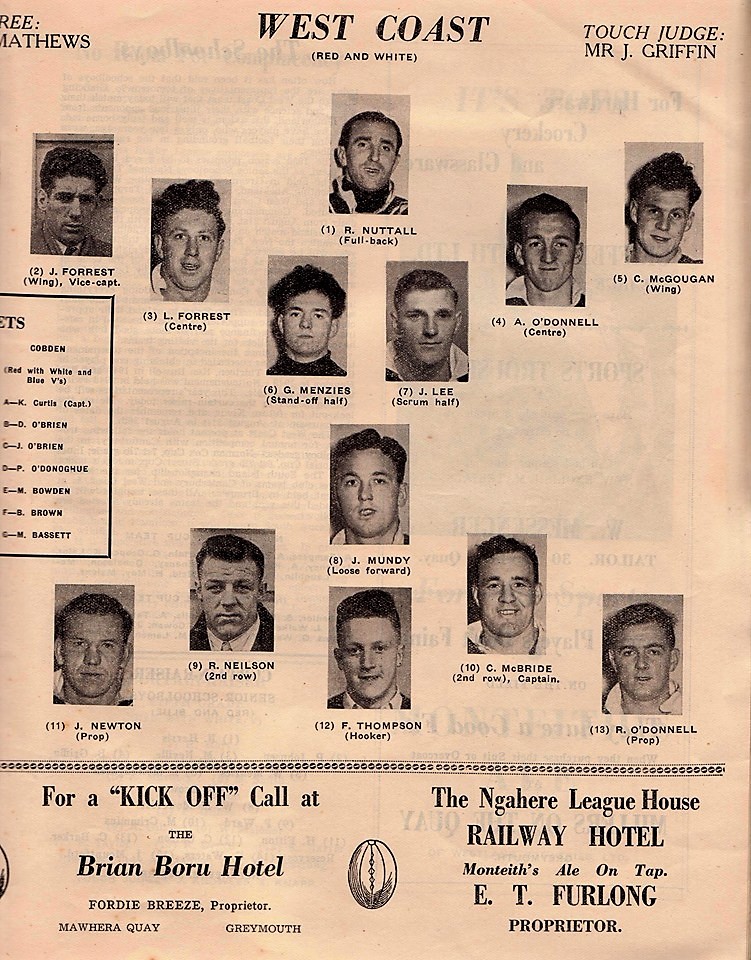 REE:
MATHEWS
WEST COAST
(RED AND WHITE)
TOUCH JUDGE:
MR J. GRIFFIN
(1) R. NUTTALL
(Full-back)
(2) J. FORREST
(Wing), Vice-capt.
(3) L. FORREST
(Centre)
(4) A. O'DONNELL
(Centre)
(5) C. McGOUGAN
(Wing)
(6) G. MENZIES
(Stand-off half)
(7) J. LEE
(Scrum half)
ETS
COBDEN
(Red with White and
Blue V's)
A—K. Curtis (Capt.)
B—D. O'BRIEN
C—J. O'BRIEN
D—P. O'DONOGHUE
E—M. BOWDEN
F—B. BROWN
G—M. BASSETT
(8) J. MUNDY
(Loose forward)
(9) R. NEILSON
(2nd row)
(10) C. McBRIDE
(2nd row), Captain.
(11) J. NEWTON
(Prop)
(12) F. THOMPSON
(Hooker)
(13) R. O'DONNELL
(Prop)
For a "KICK OFF" Call at
THE
Brian Boru Hotel
FORDIE BREEZE, Proprietor.
MAWHERA QUAY GREYMOUTH
The Ngahere League House
RAILWAY HOTEL
Monteith's Ale On Tap.
E. T. FURLONG
PROPRIETOR.